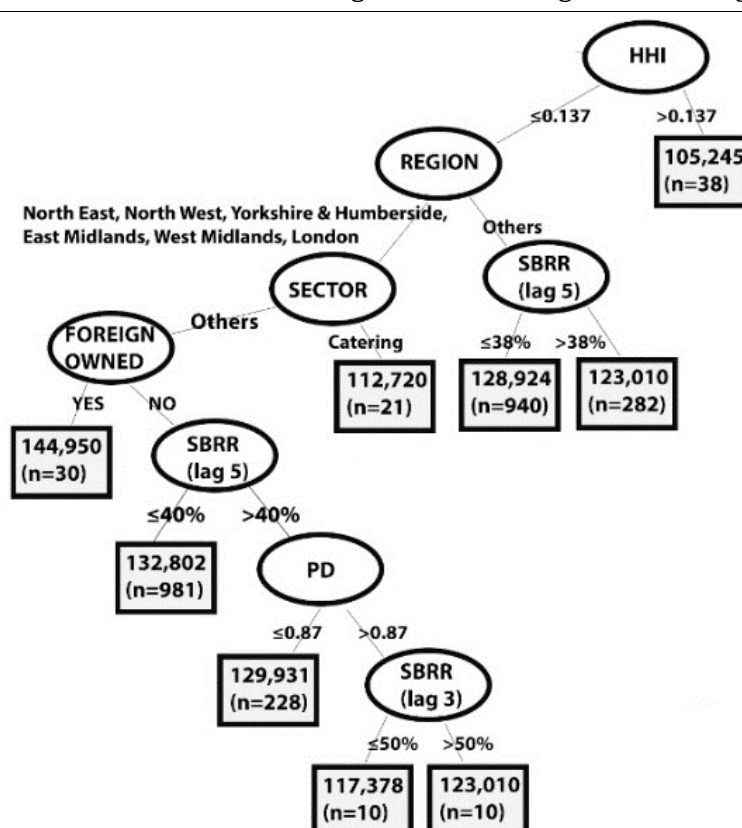 HHI
≤0.137
>0.137
105,245
(n=38)
REGION
North East, North West, Yorkshire & Humberside,
East Midlands, West Midlands, London
Others
SBRR
(lag 5)
SECTOR
Others
Catering
≤38%
>38%
FOREIGN
OWNED
112,720
(n=21)
128,924
(n=940)
123,010
(n=282)
YES
NO
144,950
(n=30)
SBRR
(lag 5)
≤40%
>40%
132,802
(n=981)
PD
≤0.87
>0.87
129,931
(n=228)
SBRR
(lag 3)
≤50%
>50%
117,378
(n=10)
123,010
(n=10)